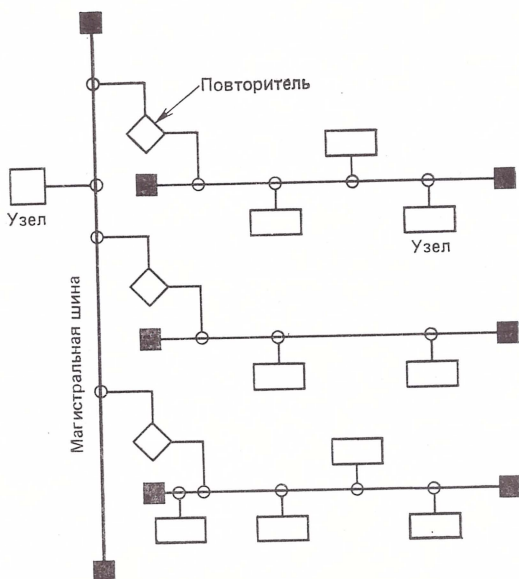 Повторитель
Узел
Узел
Магистральная шина